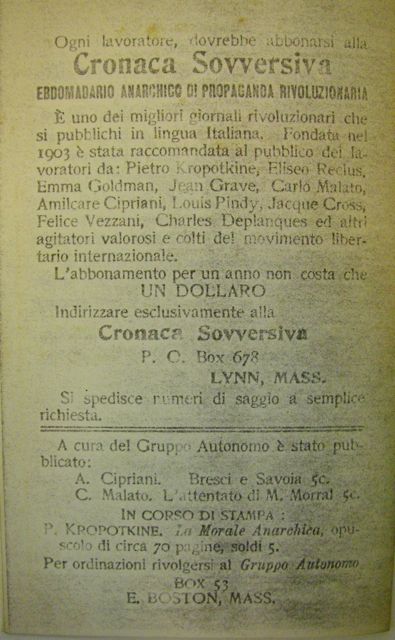 Ogni lavoratore, dovrebbe abbonarsi alla
Cronaca Sovversiva
EBDOMADARIO ANARCHICO DI PROPAGANDA RIVOLUZIONARIA
È uno dei migliori giornali rivoluzionari che
si pubblichi in lingua Italiana. Fondata nel
1903 è stata raccomandata al pubblico dei la-
voratori da: Pietro Kropotkine, Eliseo Reclus,
Emma Goldman, Jean Grave, Carlo Malato,
Amilcare Cipriani, Louis Pindy, Jacque Cross,
Felice Vezzani, Charles Deplanques ed altri
agitatori valorosi e colti del movimento liber-
tario internazionale.
L'abbonamento per un anno non costa che
UN DOLLARO
Indirizzare esclusivamente alla
Cronaca Sovversiva
P. O. Box 678
LYNN, MASS.
Si spedisce numeri di saggio a semplice
richiesta.
A cura del Gruppo Autonomo è stato pub-
blicato:
A. Cipriani. Bresci e Savoia 5c.
C. Malato. L'attentato di M. Morral 5c.
IN CORSO DI STAMPA :
P. KROPOTKINE. La Morale Anarchica, opu-
scolo di circa 70 pagine, soldi 5.
Per ordinazioni rivolgersi al Gruppo Autonomo
BOX 53
E. BOSTON, MASS.